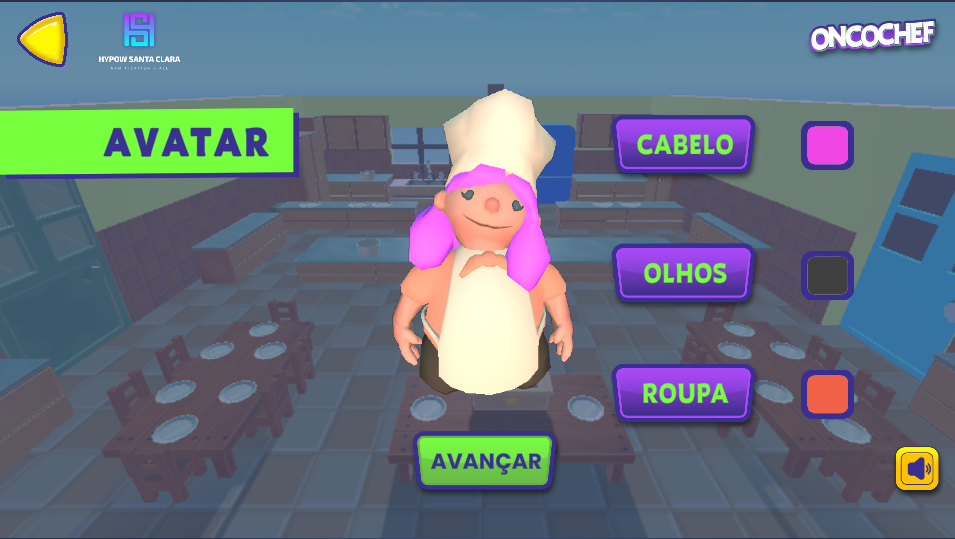 HYPOW SANTA CLARA
ONCOCHEF
AVATAR
CABELO
OLHOS
ROUPA
AVANÇAR